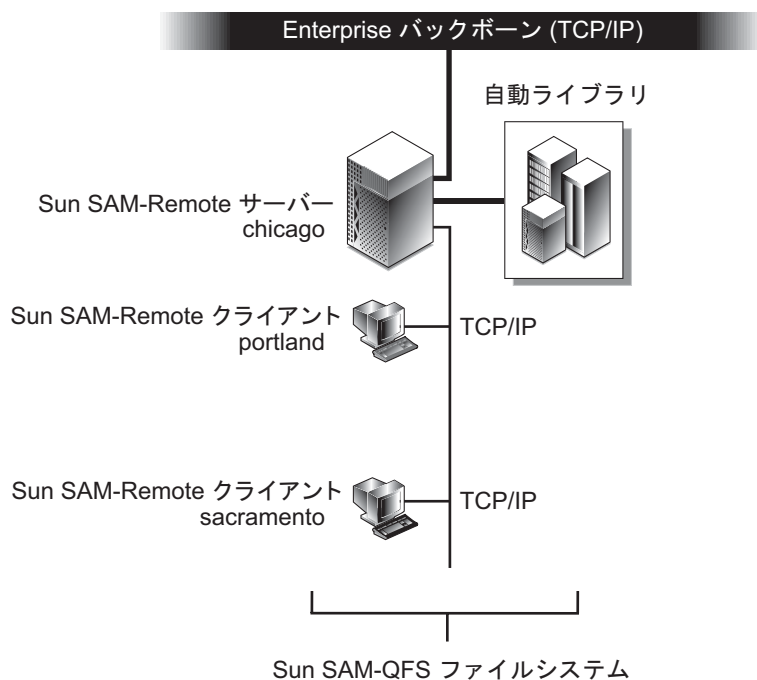 Enterprise バックボーン (TCP/IP)
自動ライブラリ
Sun SAM-Remote サーバー
chicago
Sun SAM-Remote クライアント
portland
TCP/IP
Sun SAM-Remote クライアント
sacramento
TCP/IP
Sun SAM-QFS ファイルシステム